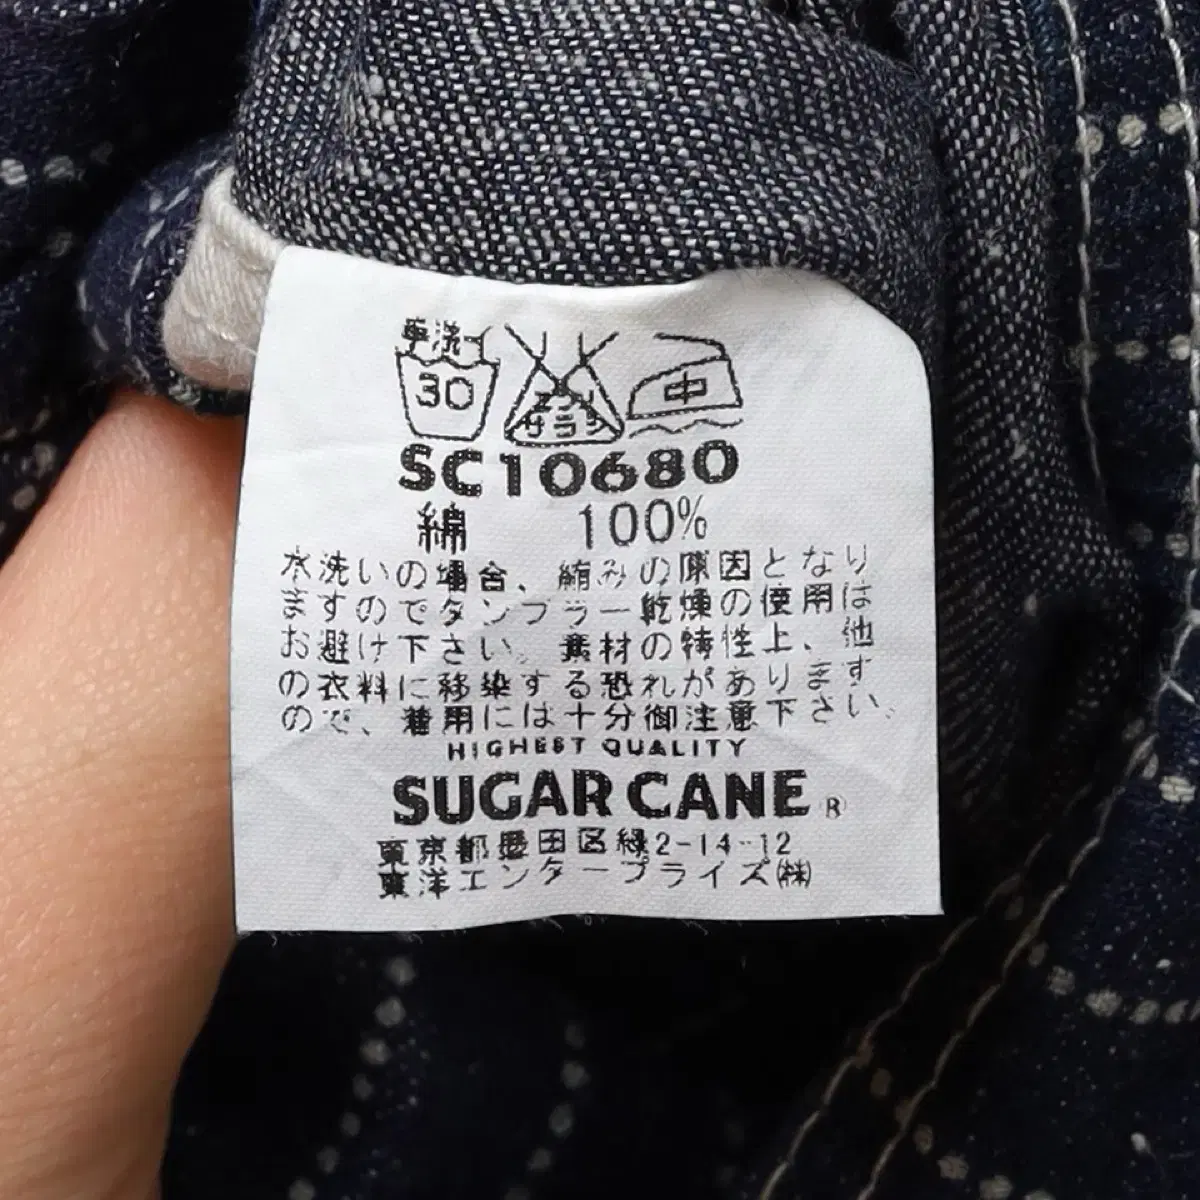 手洗イ
30
エンソ
サラシ
中
SC10680
綿 100%
水洗いの場合、縮みの原因となり
ますのでタンブラー乾燥の使用は
お避け下さい。素材の特性上、他
の衣料に移染する恐れがあります
ので、着用には十分御注意下さい。
HIGHEST QUALITY
SUGAR CANE®
東京都墨田区緑2-14-12
東洋エンタープライズ㈱